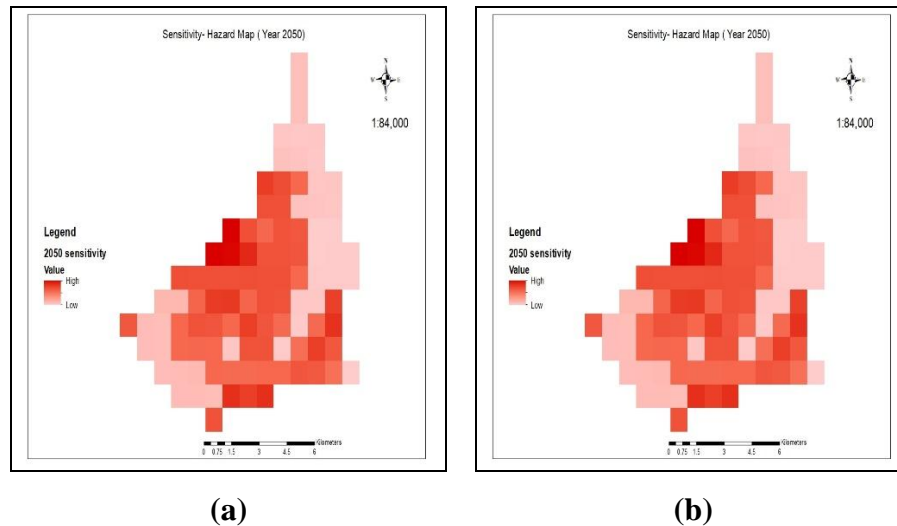 Sensitivity- Hazard Map ( Year 2050)
N
W E
S
1:84,000
Legend
2050 sensitivity
Value
High
Low
Kilometers
0 0.75 1.5 3 4.5 6
(a)
Sensitivity- Hazard Map ( Year 2050)
N
W E
S
1:84,000
Legend
2050 sensitivity
Value
High
Low
Kilometers
0 0.75 1.5 3 4.5 6
(b)